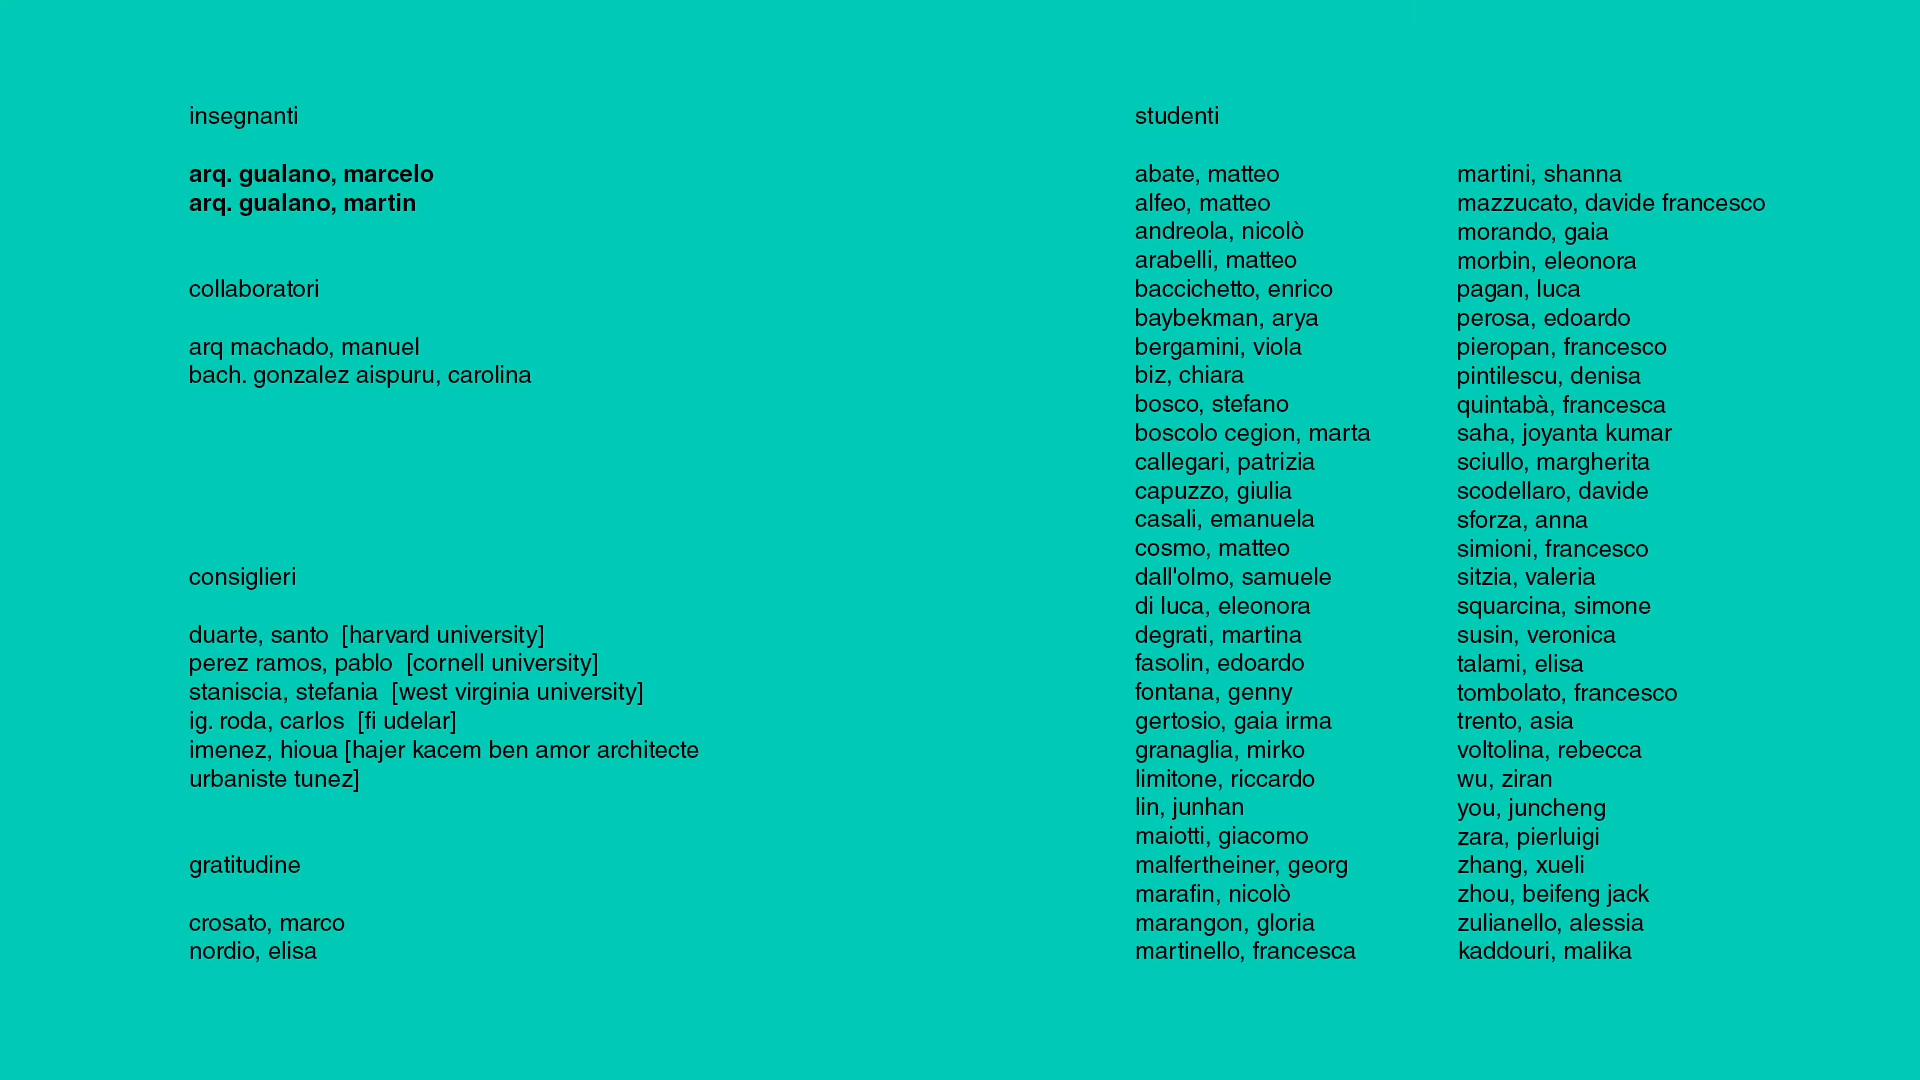 insegnanti
arq. gualano, marcelo
arq. gualano, martin
collaboratori
arq machado, manuel
bach. gonzalez aispuru, carolina
consiglieri
duarte, santo  [harvard university]
perez ramos, pablo  [cornell university]
staniscia, stefania  [west virginia university]
ig. roda, carlos  [fi udelar]
imenez, hioua [hajer kacem ben amor architecte
urbaniste tunez]
gratitudine
crosato, marco
nordio, elisa
studenti
abate, matteo
alfeo, matteo
andreola, nicolò
arabelli, matteo
baccichetto, enrico
baybekman, arya
bergamini, viola
biz, chiara
bosco, stefano
boscolo cegion, marta
callegari, patrizia
capuzzo, giulia
casali, emanuela
cosmo, matteo
dall'olmo, samuele
di luca, eleonora
degrati, martina
fasolin, edoardo
fontana, genny
gertosio, gaia irma
granaglia, mirko
limitone, riccardo
lin, junhan
maiotti, giacomo
malfertheiner, georg
marafin, nicolò
marangon, gloria
martinello, francesca
martini, shanna
mazzucato, davide francesco
morando, gaia
morbin, eleonora
pagan, luca
perosa, edoardo
pieropan, francesco
pintilescu, denisa
quintabà, francesca
saha, joyanta kumar
sciullo, margherita
scodellaro, davide
sforza, anna
simioni, francesco
sitzia, valeria
squarcina, simone
susin, veronica
talami, elisa
tombolato, francesco
trento, asia
voltolina, rebecca
wu, ziran
you, juncheng
zara, pierluigi
zhang, xueli
zhou, beifeng jack
zulianello, alessia
kaddouri, malika